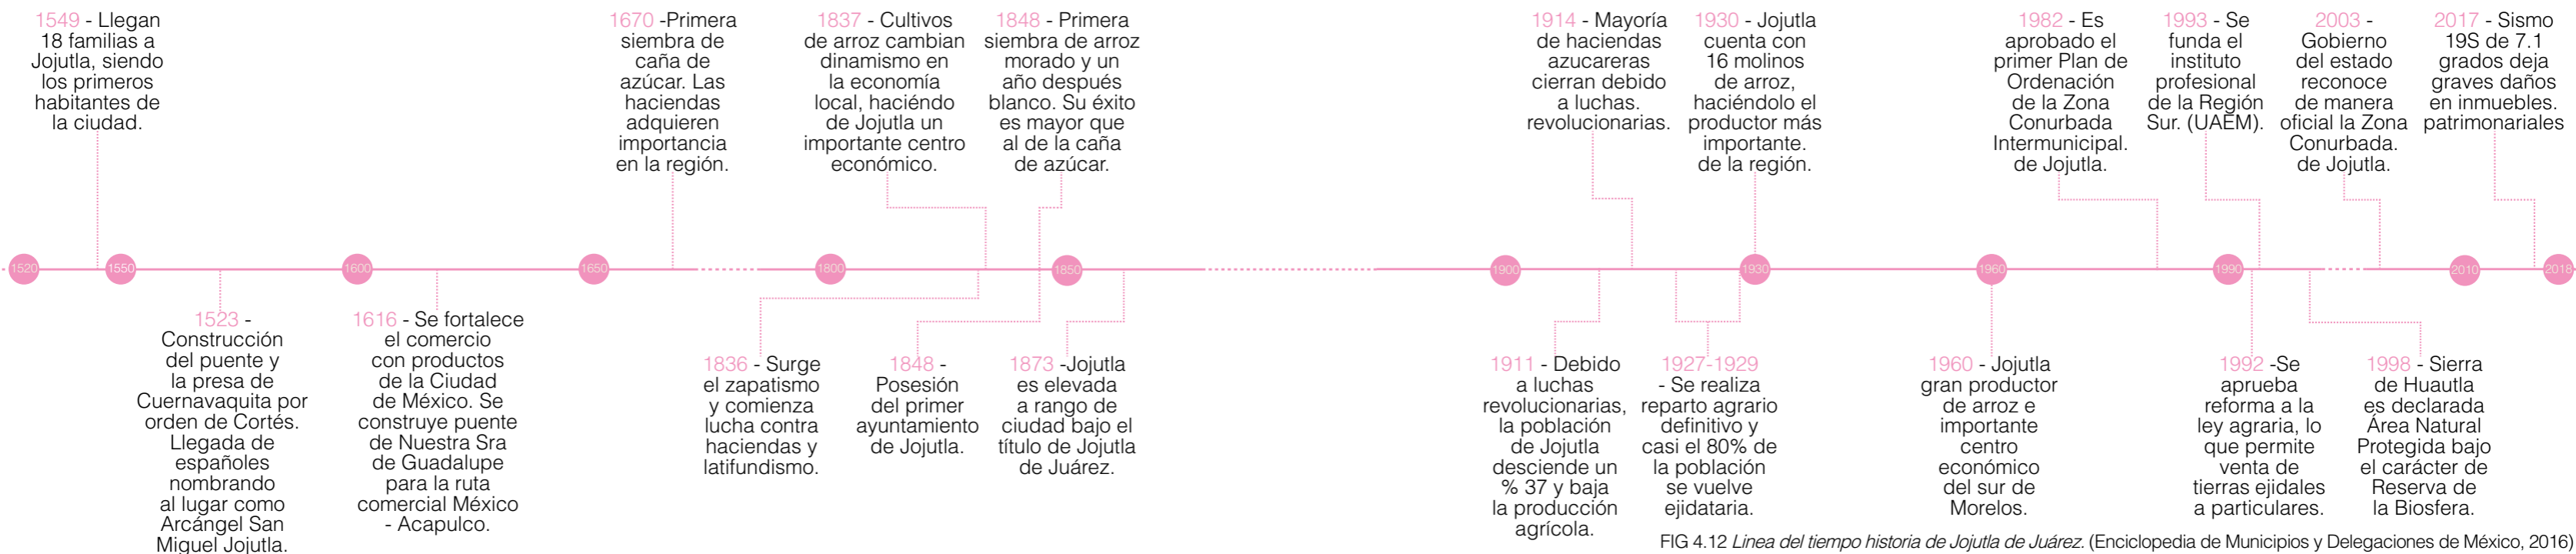 1549 - Llegan
18 familias a
Jojutla, siendo
los primeros
habitantes de
la ciudad.
1670 -Primera
siembra de
caña de
azúcar. Las
haciendas
adquieren
importancia
en la región.
1837 - Cultivos
de arroz cambian
dinamismo en
la economía
local, haciéndo
de Jojutla un
importante centro
económico.
1848 - Primera
siembra de arroz
morado y un
año después
blanco. Su éxito
es mayor que
al de la caña
de azúcar.
1914 - Mayoría
de haciendas
azucareras
cierran debido
a luchas.
revolucionarias.
1930 - Jojutla
cuenta con
16 molinos
de arroz,
haciéndolo el
productor más
importante.
de la región.
1982 - Es
aprobado el
primer Plan de
Ordenación
de la Zona
Conurbada
Intermunicipal.
de Jojutla.
1993 - Se
funda el
instituto
profesional
de la Región
Sur. (UAEM).
2003 -
Gobierno
del estado
reconoce
de manera
oficial la Zona
Conurbada.
de Jojutla.
2017 - Sismo
19S de 7.1
grados deja
graves daños
en inmuebles.
patrimonariales
1520
1550
1600
1650
1800
1850
1900
1930
1960
1990
2010
2018
1523 -
Construcción
del puente y
la presa de
Cuernavaquita por
orden de Cortés.
Llegada de
españoles
nombrando
al lugar como
Arcángel San
Miguel Jojutla.
1616 - Se fortalece
el comercio
con productos
de la Ciudad
de México. Se
construye puente
de Nuestra Sra
de Guadalupe
para la ruta
comercial México
- Acapulco.
1836 - Surge
el zapatismo
y comienza
lucha contra
haciendas y
latifundismo.
1848 -
Posesión
del primer
ayuntamiento
de Jojutla.
1873 -Jojutla
es elevada
a rango de
ciudad bajo el
título de Jojutla
de Juárez.
1911 - Debido
a luchas
revolucionarias,
la población
de Jojutla
desciende un
% 37 y baja
la producción
agrícola.
1927-1929
- Se realiza
reparto agrario
definitivo y
casi el 80% de
la población
se vuelve
ejidataria.
1960 - Jojutla
gran productor
de arroz e
importante
centro
económico
del sur de
Morelos.
1992 -Se
aprueba
reforma a la
ley agraria, lo
que permite
venta de
tierras ejidales
a particulares.
1998 - Sierra
de Huautla
es declarada
Área Natural
Protegida bajo
el carácter de
Reserva de
la Biosfera.
FIG 4.12 Linea del tiempo historia de Jojutla de Juárez. (Enciclopedia de Municipios y Delegaciones de México, 2016)